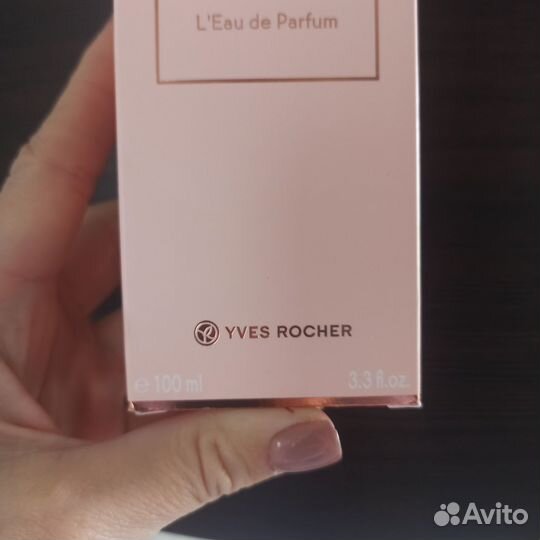 L'Eau de Parfum
YVES ROCHER
e 100 ml
3.3 fl.oz.
Avito